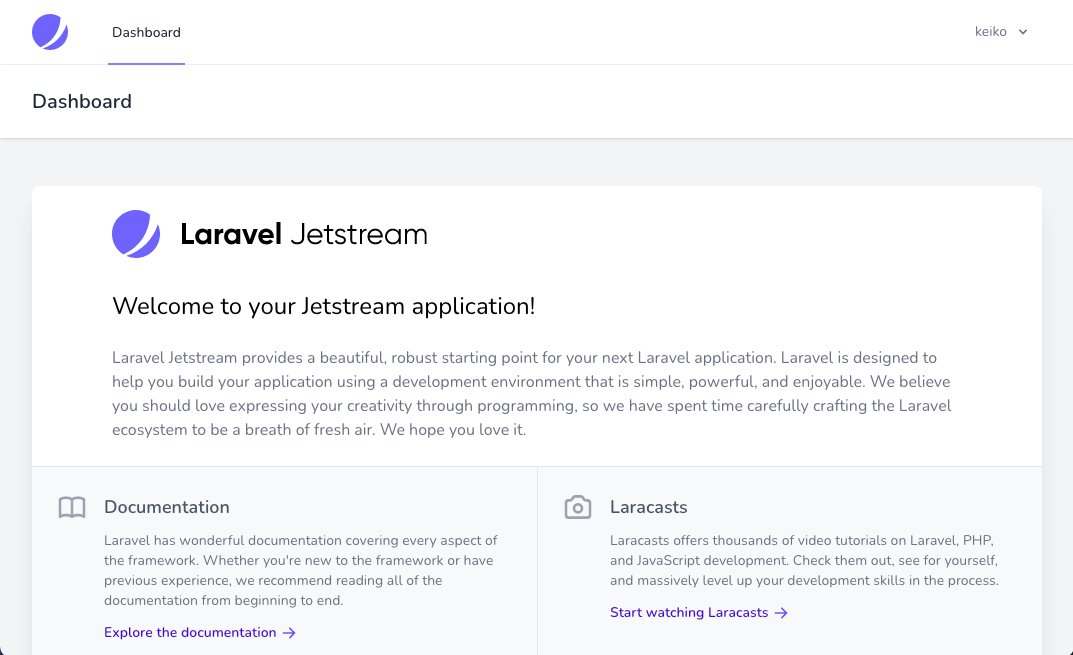 Dashboard
keiko
Dashboard
Laravel Jetstream
Welcome to your Jetstream application!
Laravel Jetstream provides a beautiful, robust starting point for your next Laravel application. Laravel is designed to
help you build your application using a development environment that is simple, powerful, and enjoyable. We believe
you should love expressing your creativity through programming, so we have spent time carefully crafting the Laravel
ecosystem to be a breath of fresh air. We hope you love it.
Documentation
Laravel has wonderful documentation covering every aspect of
the framework. Whether you're new to the framework or have
previous experience, we recommend reading all of the
documentation from beginning to end.
Explore the documentation
Laracasts
Laracasts offers thousands of video tutorials on Laravel, PHP,
and JavaScript development. Check them out, see for yourself,
and massively level up your development skills in the process.
Start watching Laracasts